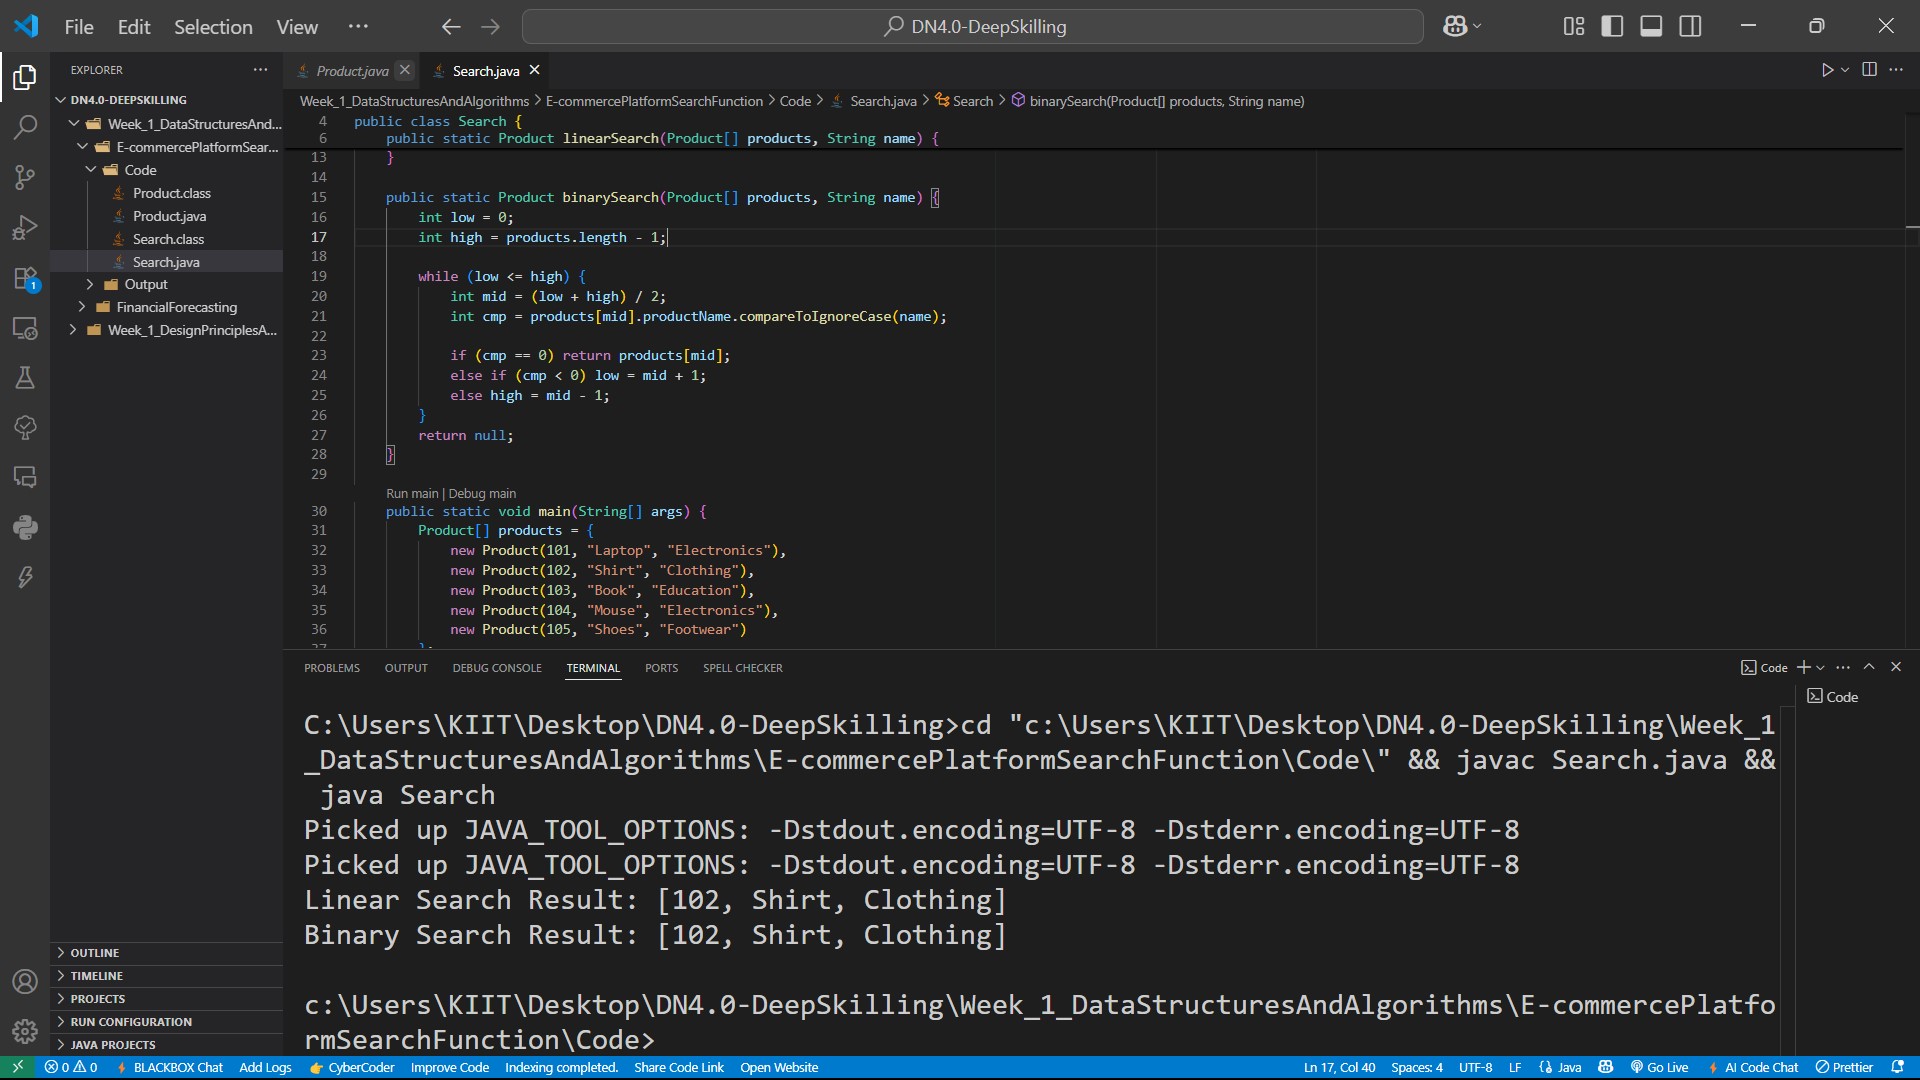 File Edit Selection View ··· DN4.0-DeepSkilling
EXPLORER ···
DN4.0-DEEPSKILLING
Week_1_DataStructuresAnd...
E-commercePlatformSear...
Code
Product.class
Product.java
Search.class
Search.java
Output
FinancialForecasting
Week_1_DesignPrinciplesA...
1
OUTLINE
TIMELINE
PROJECTS
RUN CONFIGURATION
JAVA PROJECTS
Product.java Search.java
Week_1_DataStructuresAndAlgorithms > E-commercePlatformSearchFunction > Code > Search.java > Search > binarySearch(Product[] products, String name)
4 public class Search {
6 public static Product linearSearch(Product[] products, String name) {
13 }
14
15 public static Product binarySearch(Product[] products, String name) {
16 int low = 0;
17 int high = products.length - 1;
18
19 while (low <= high) {
20 int mid = (low + high) / 2;
21 int cmp = products[mid].productName.compareToIgnoreCase(name);
22
23 if (cmp == 0) return products[mid];
24 else if (cmp < 0) low = mid + 1;
25 else high = mid - 1;
26 }
27 return null;
28 }
29
Run main | Debug main
30 public static void main(String[] args) {
31 Product[] products = {
32 new Product(101, "Laptop", "Electronics"),
33 new Product(102, "Shirt", "Clothing"),
34 new Product(103, "Book", "Education"),
35 new Product(104, "Mouse", "Electronics"),
36 new Product(105, "Shoes", "Footwear")
PROBLEMS OUTPUT DEBUG CONSOLE TERMINAL PORTS SPELL CHECKER Code
Code
C:\Users\KIIT\Desktop\DN4.0-DeepSkilling>cd "c:\Users\KIIT\Desktop\DN4.0-DeepSkilling\Week_1
_DataStructuresAndAlgorithms\E-commercePlatformSearchFunction\Code\" && javac Search.java &&
java Search
Picked up JAVA_TOOL_OPTIONS: -Dstdout.encoding=UTF-8 -Dstderr.encoding=UTF-8
Picked up JAVA_TOOL_OPTIONS: -Dstdout.encoding=UTF-8 -Dstderr.encoding=UTF-8
Linear Search Result: [102, Shirt, Clothing]
Binary Search Result: [102, Shirt, Clothing]
c:\Users\KIIT\Desktop\DN4.0-DeepSkilling\Week_1_DataStructuresAndAlgorithms\E-commercePlatfo
rmSearchFunction\Code>
0 0 BLACKBOX Chat Add Logs CyberCoder Improve Code Indexing completed. Share Code Link Open Website Ln 17, Col 40 Spaces: 4 UTF-8 LF {} Java Go Live AI Code Chat Prettier